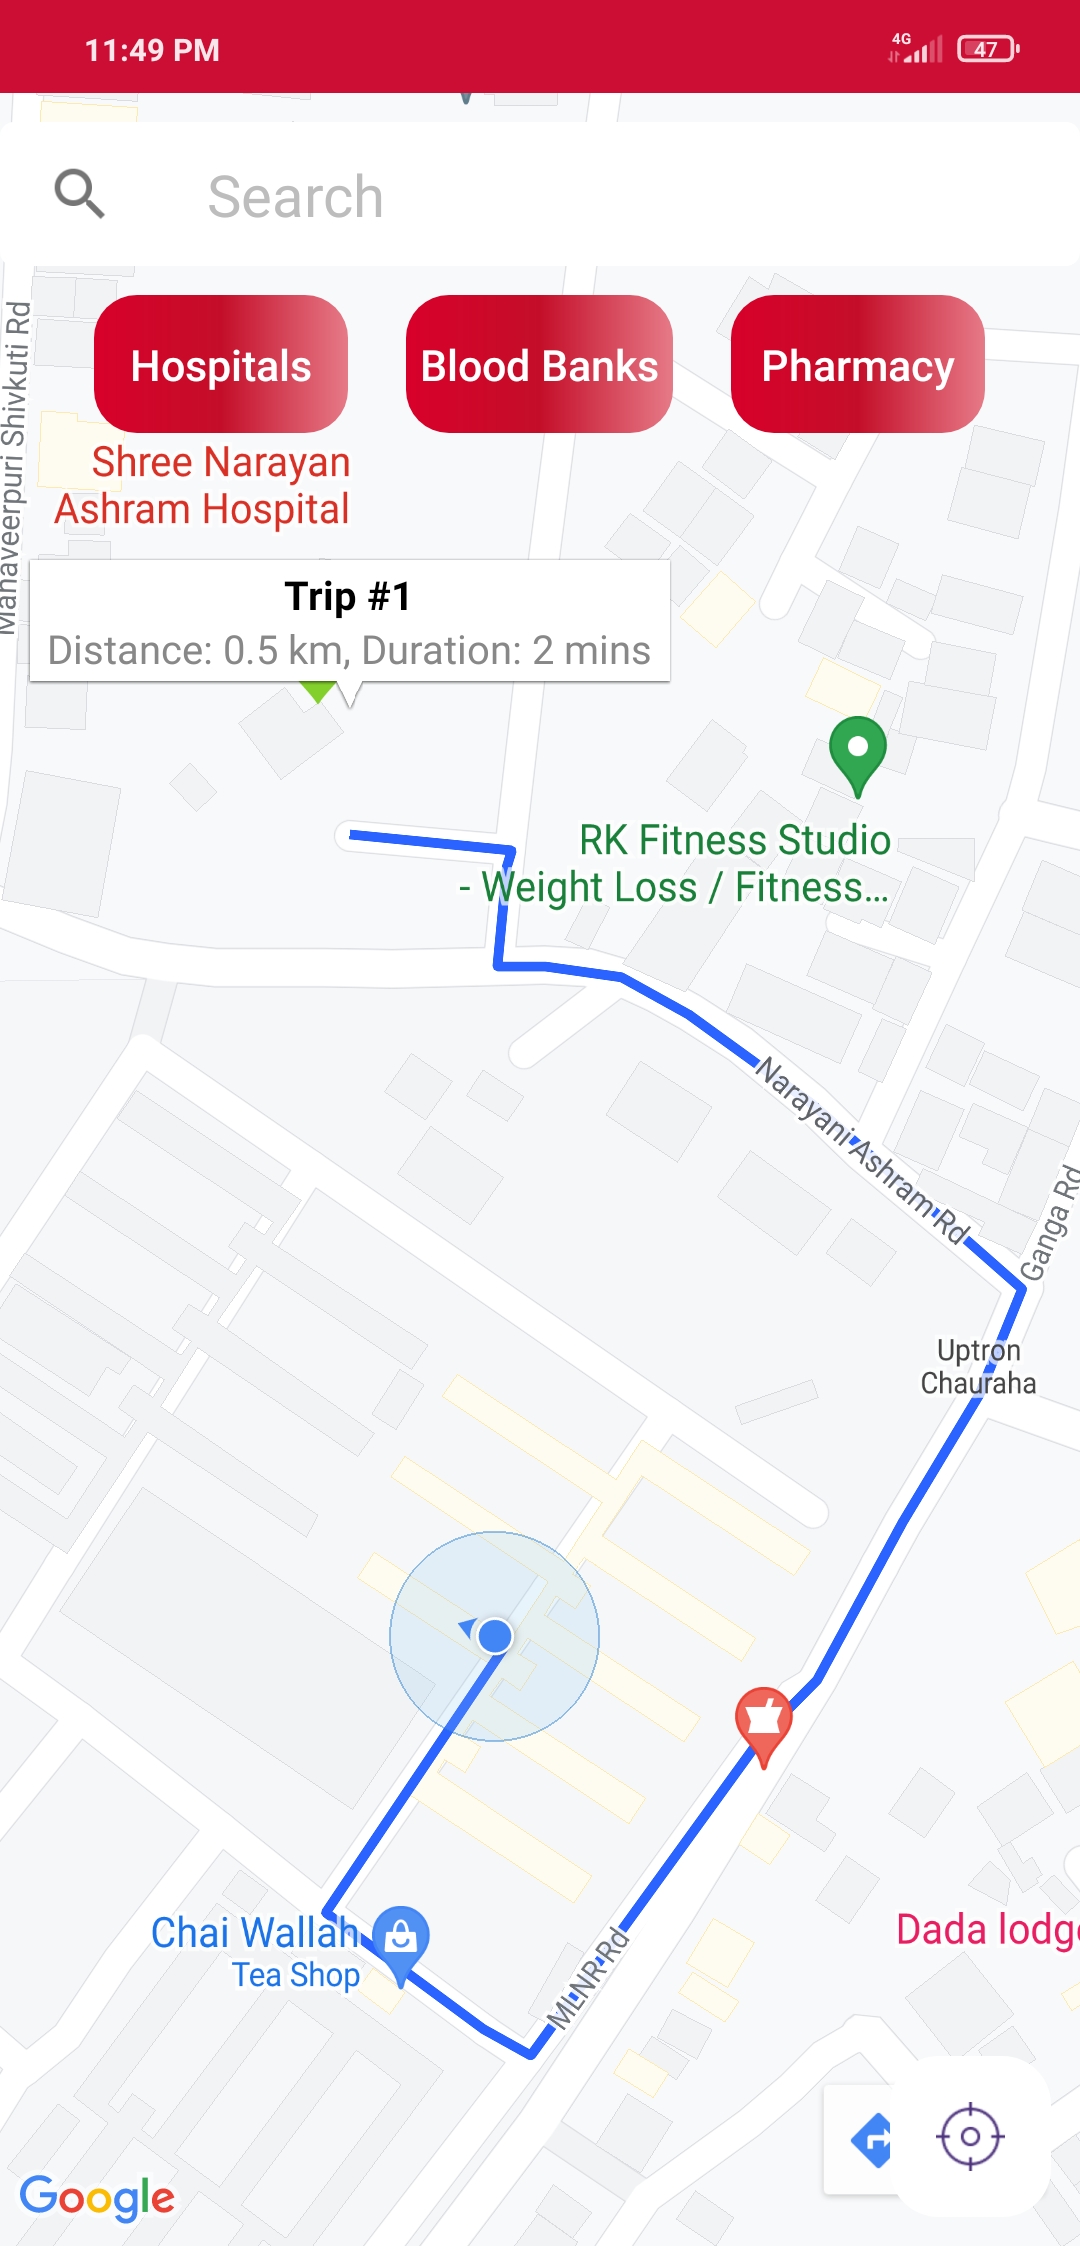 11:49 PM
4G
47
Search
Hospitals
Blood Banks
Pharmacy
Mahaveerpuri Shivkuti Rd
Shree Narayan
Ashram Hospital
Trip #1
Distance: 0.5 km, Duration: 2 mins
RK Fitness Studio
- Weight Loss / Fitness...
Narayani Ashram Rd
Ganga Rd
Uptron
Chauraha
Chai Wallah
Tea Shop
MLNR Rd
Dada lodge
Google